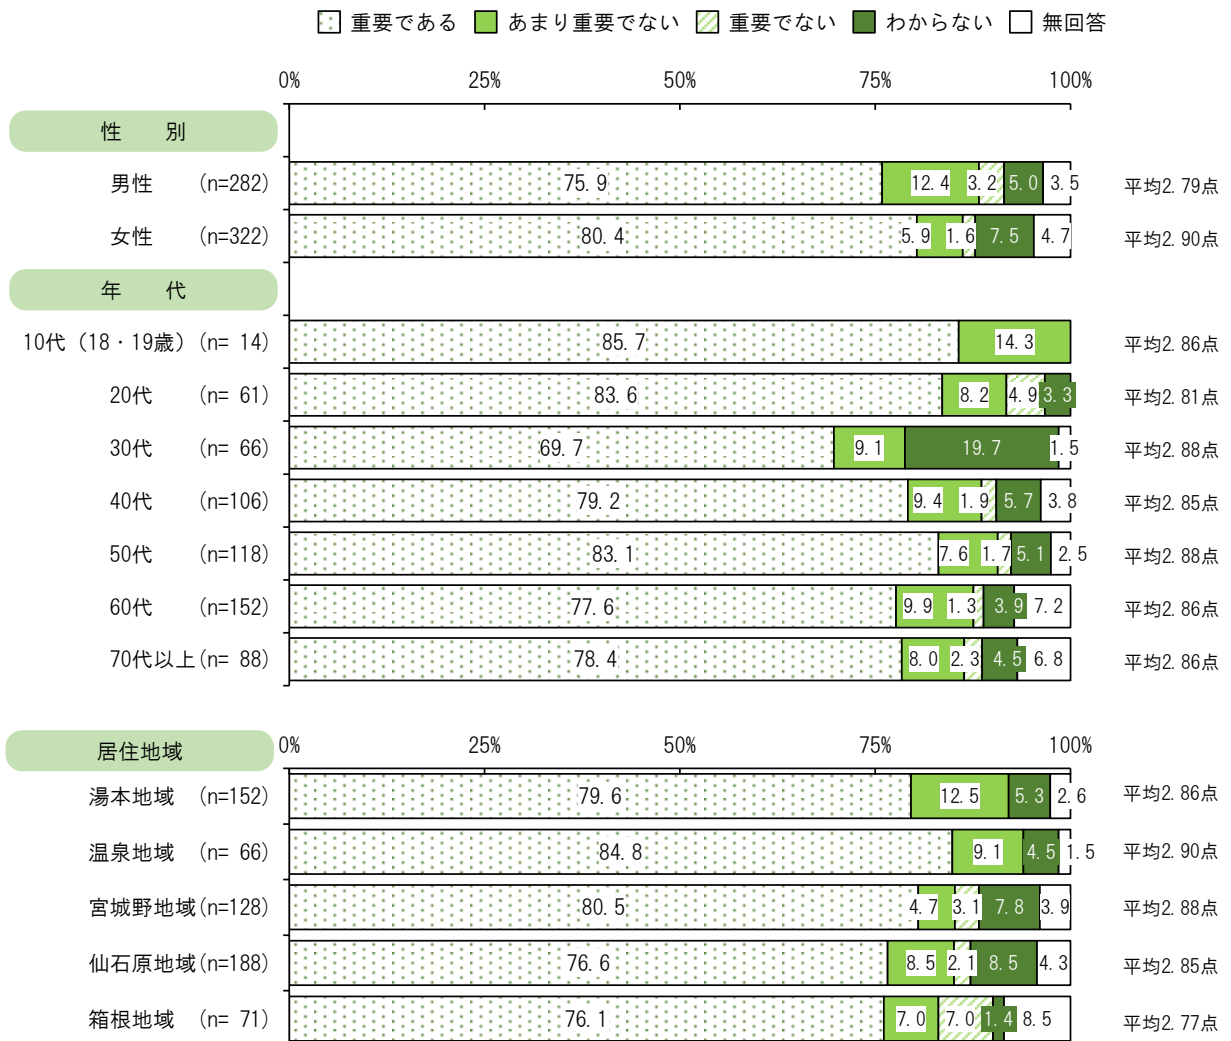 重要である あまり重要でない 重要でない わからない 無回答
0% 25% 50% 75% 100%
性 別
男性 (n=282) 75.9 12.4 3.2 5.0 3.5 平均2.79点
女性 (n=322) 80.4 5.9 1.6 7.5 4.7 平均2.90点
年 代
10代（18・19歳）(n= 14) 85.7 14.3 平均2.86点
20代 (n= 61) 83.6 8.2 4.9 3.3 平均2.81点
30代 (n= 66) 69.7 9.1 19.7 1.5 平均2.88点
40代 (n=106) 79.2 9.4 1.9 5.7 3.8 平均2.85点
50代 (n=118) 83.1 7.6 1.7 5.1 2.5 平均2.88点
60代 (n=152) 77.6 9.9 1.3 3.9 7.2 平均2.86点
70代以上(n= 88) 78.4 8.0 2.3 4.5 6.8 平均2.86点
居住地域 0% 25% 50% 75% 100%
湯本地域 (n=152) 79.6 12.5 5.3 2.6 平均2.86点
温泉地域 (n= 66) 84.8 9.1 4.5 1.5 平均2.90点
宮城野地域(n=128) 80.5 4.7 3.1 7.8 3.9 平均2.88点
仙石原地域(n=188) 76.6 8.5 2.1 8.5 4.3 平均2.85点
箱根地域 (n= 71) 76.1 7.0 7.0 1.4 8.5 平均2.77点